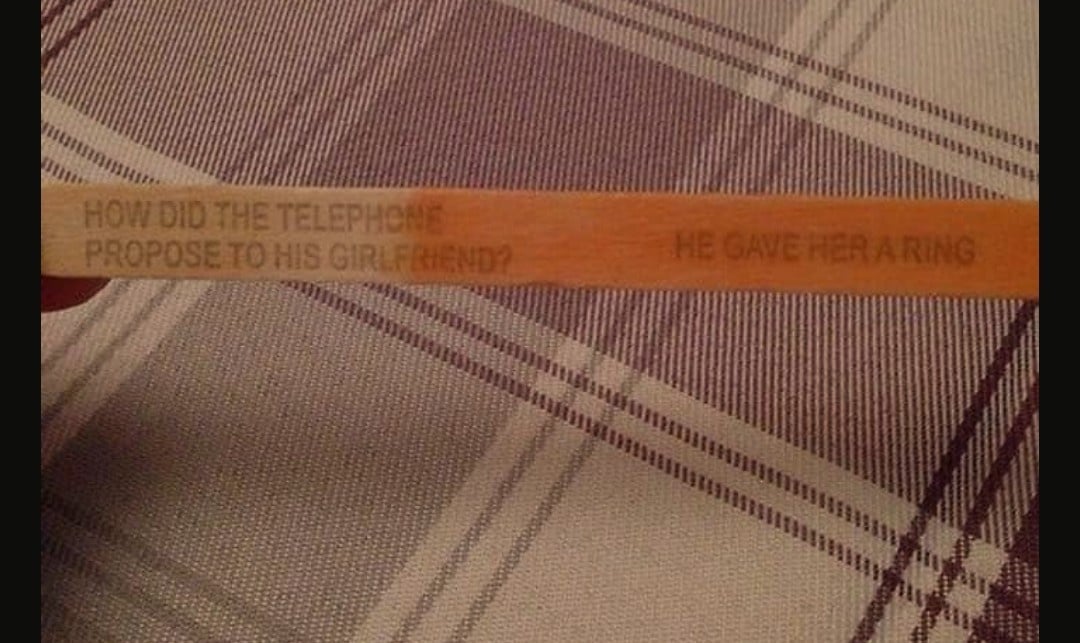 HOW DID THE TELEPHONE
PROPOSE TO HIS GIRLFRIEND?
HE GAVE HER A RING